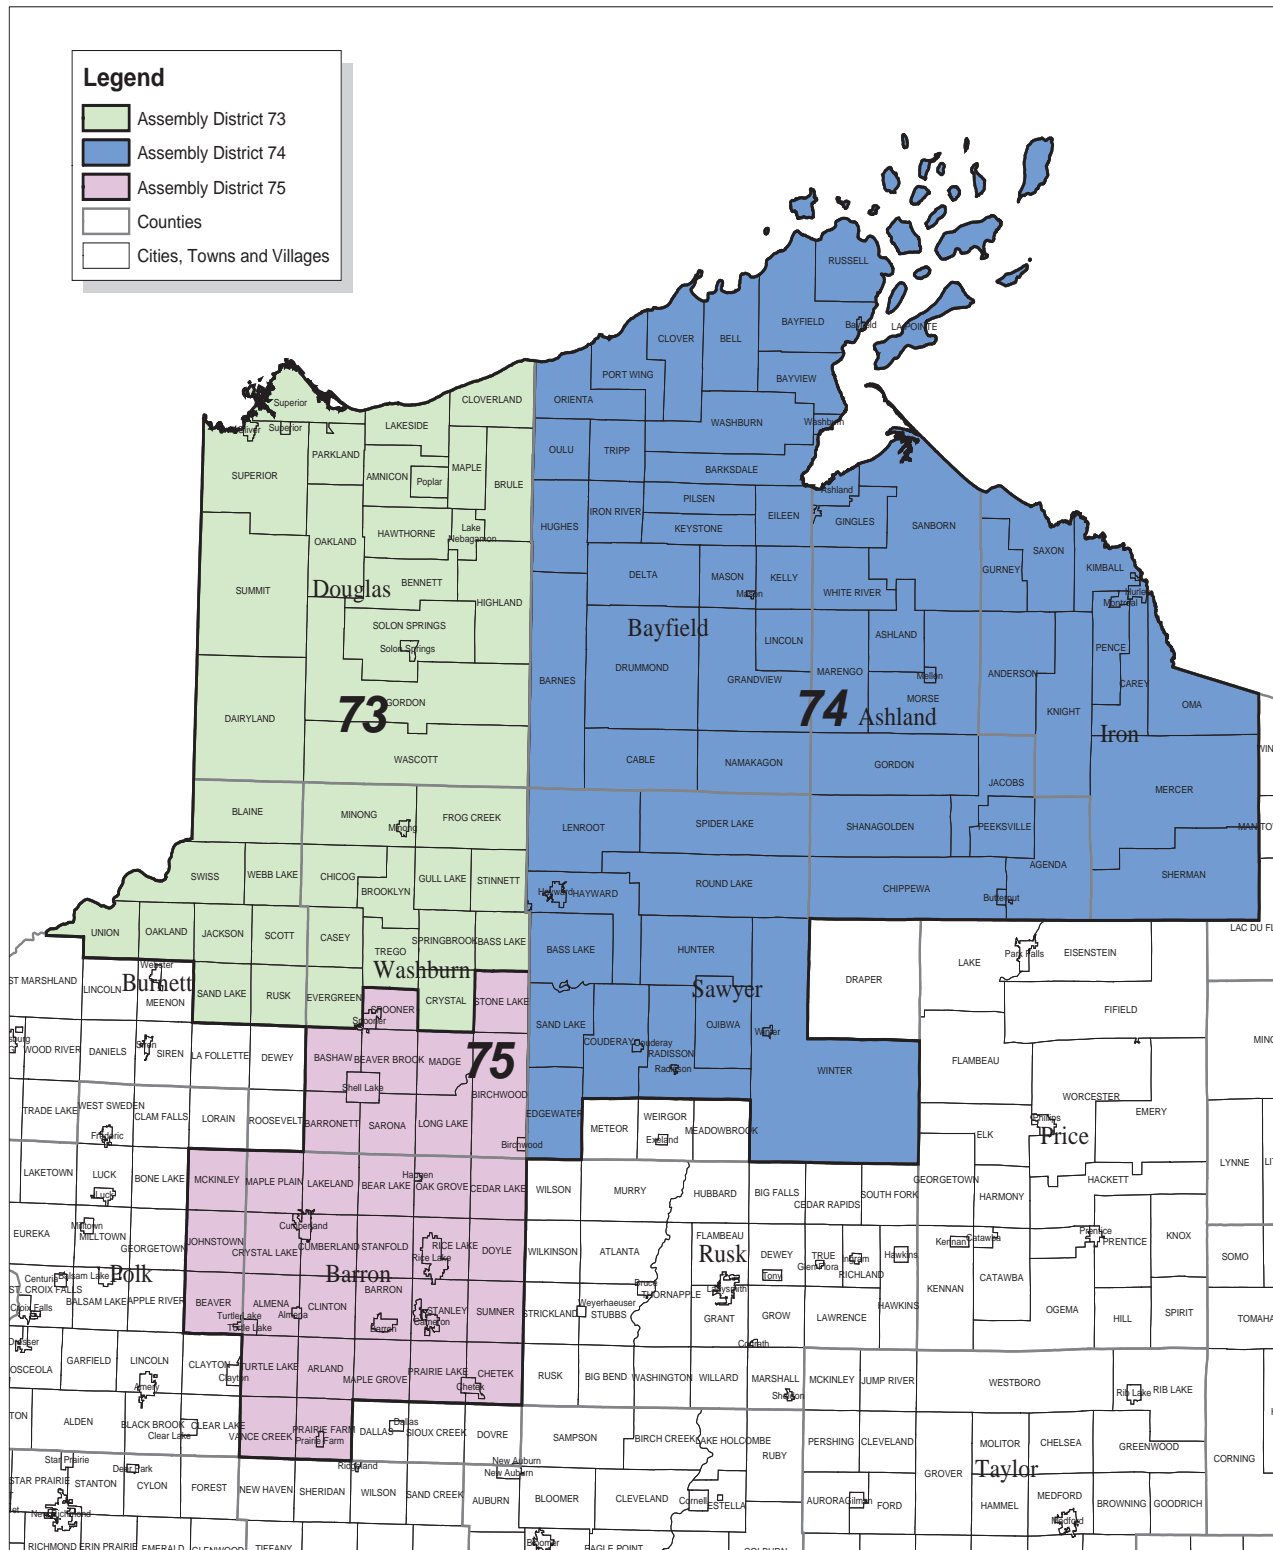 Legend
Assembly District 73
Assembly District 74
Assembly District 75
Counties
Cities, Towns and Villages
RUSSELL
BAYFIELD
Bayfield
LA POINTE
CLOVER
BELL
PORT WING
BAYVIEW
ORIENTA
CLOVERLAND
Superior
LAKESIDE
WASHBURN
Washburn
Superior
PARKLAND
OULU
TRIPP
SUPERIOR
AMNICON
Poplar
MAPLE
BRULE
BARKSDALE
Ashland
PILSEN
IRON RIVER
EILEEN
GINGLES
SANBORN
HUGHES
KEYSTONE
OAKLAND
HAWTHORNE
Lake
Nebagamon
SAXON
GURNEY
KIMBALL
DELTA
MASON
KELLY
Mason
WHITE RIVER
Hurley
Montreal
SUMMIT
Douglas
BENNETT
HIGHLAND
SOLON SPRINGS
Solon Springs
Bayfield
LINCOLN
ASHLAND
PENCE
DRUMMOND
BARNES
GRANDVIEW
MARENGO
Mellen
MORSE
ANDERSON
CAREY
KNIGHT
OMA
73
GORDON
DAIRYLAND
74
Ashland
Iron
WASCOTT
CABLE
NAMAKAGON
GORDON
JACOBS
MERCER
BLAINE
MINONG
Minong
FROG CREEK
LENROOT
SPIDER LAKE
SHANAGOLDEN
PEEKSVILLE
SWISS
WEBB LAKE
CHICOG
BROOKLYN
GULL LAKE
STINNETT
Hayward
HAYWARD
ROUND LAKE
CHIPPEWA
AGENDA
Butternut
SHERMAN
UNION
OAKLAND
JACKSON
SCOTT
CASEY
TREGO
SPRINGBROOK
BASS LAKE
BASS LAKE
HUNTER
LAKE
Park Falls
EISENSTEIN
DRAPER
LINCOLN
Webster
Burnett
MEENON
SAND LAKE
RUSK
EVERGREEN
Washburn
SPOONER
Spooner
CRYSTAL
STONE LAKE
Sawyer
FIFIELD
SAND LAKE
OJIBWA
Winter
WOOD RIVER
DANIELS
Siren
SIREN
LA FOLLETTE
DEWEY
BASHAW
BEAVER BROOK
MADGE
75
COUDERAY
Couderay
RADISSON
Radisson
WINTER
FLAMBEAU
Shell Lake
BIRCHWOOD
WORCESTER
EMERY
TRADE LAKE
WEST SWEDEN
CLAM FALLS
LORAIN
ROOSEVELT
BARRONETT
SARONA
LONG LAKE
EDGEWATER
METEOR
WEIRGOR
Exeland
MEADOWBROOK
Phillips
Price
ELK
Frederic
Birchwood
LAKETOWN
LUCK
Luck
BONE LAKE
MCKINLEY
MAPLE PLAIN
LAKELAND
BEAR LAKE
Haugen
OAK GROVE
CEDAR LAKE
WILSON
MURRY
HUBBARD
BIG FALLS
CEDAR RAPIDS
SOUTH FORK
GEORGETOWN
HARMONY
HACKETT
LYNNE
EUREKA
Milltown
MILLTOWN
GEORGETOWN
JOHNSTOWN
CRYSTAL LAKE
Cumberland
CUMBERLAND
STANFOLD
RICE LAKE
Rice Lake
DOYLE
WILKINSON
ATLANTA
FLAMBEAU
Rusk
DEWEY
Tony
TRUE
Glen Flora
Ingram
RICHLAND
Hawkins
HAWKINS
Kennan
Catawba
KENNAN
CATAWBA
Prentice
PRENTICE
KNOX
SOMO
Centuria
ST. CROIX FALLS
Balsam Lake
Polk
BALSAM LAKE
APPLE RIVER
BEAVER
Barron
ALMENA
Almena
CLINTON
BARRON
Barron
STANLEY
Cameron
SUMNER
STRICKLAND
Weyerhaeuser
STUBBS
Bruce
THORNAPPLE
Ladysmith
GRANT
GROW
LAWRENCE
OGEMA
HILL
SPIRIT
Turtle Lake
Turtle Lake
Conrath
GARFIELD
LINCOLN
Amery
CLAYTON
Clayton
TURTLE LAKE
ARLAND
MAPLE GROVE
PRAIRIE LAKE
CHETEK
Chetek
RUSK
BIG BEND
WASHINGTON
WILLARD
MARSHALL
Sheldon
MCKINLEY
JUMP RIVER
WESTBORO
Rib Lake
RIB LAKE
ALDEN
BLACK BROOK
Clear Lake
CLEAR LAKE
VANCE CREEK
PRAIRIE FARM
Prairie Farm
DALLAS
Dallas
SIOUX CREEK
DOVRE
SAMPSON
BIRCH CREEK
LAKE HOLCOMBE
RUBY
PERSHING
CLEVELAND
MOLITOR
CHELSEA
GREENWOOD
CORNING
Star Prairie
STAR PRAIRIE
STANTON
Deer Park
CYLON
FOREST
NEW HAVEN
SHERIDAN
Ridgeland
WILSON
SAND CREEK
New Auburn
New Auburn
AUBURN
BLOOMER
CLEVELAND
Cornell
ESTELLA
AURORA
Gilman
FORD
GROVER
Taylor
HAMMEL
MEDFORD
Medford
BROWNING
GOODRICH
New Richmond
RICHMOND
ERIN PRAIRIE
EMERALD
GLENWOOD
TIFFANY
Bloomer
EAGLE POINT